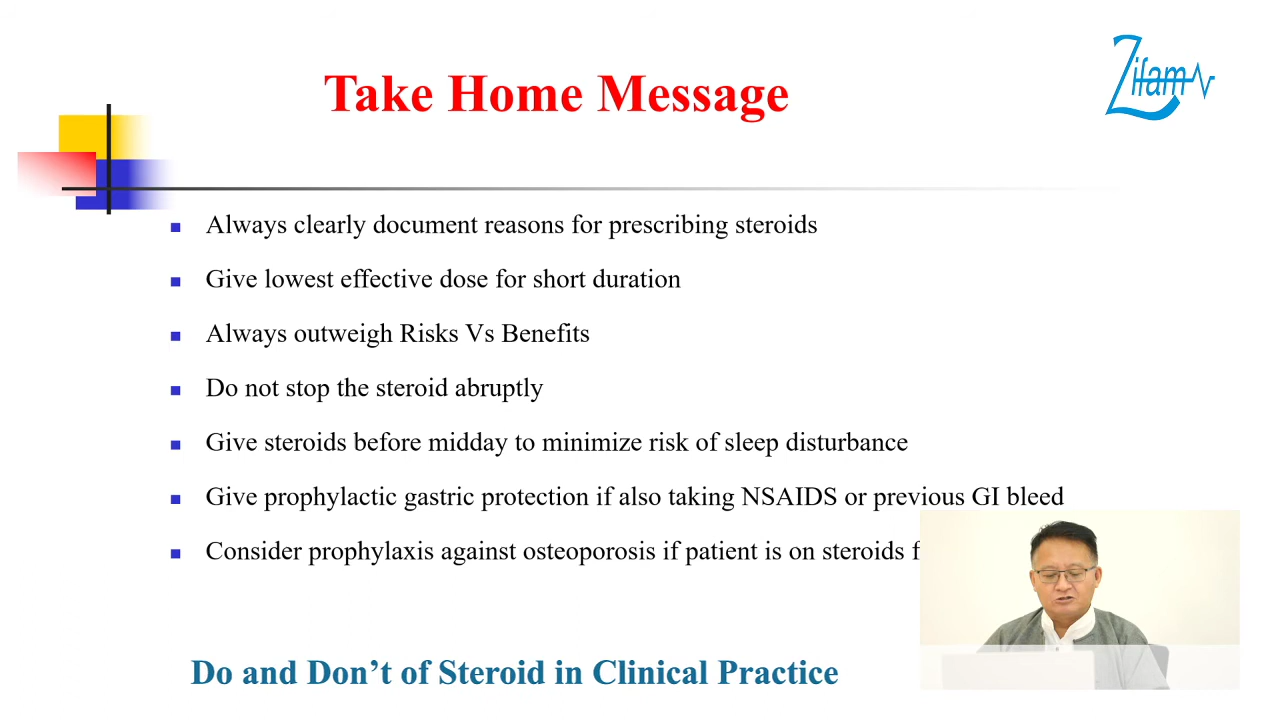 Zifam
Take Home Message
Always clearly document reasons for prescribing steroids
Give lowest effective dose for short duration
Always outweigh Risks Vs Benefits
Do not stop the steroid abruptly
Give steroids before midday to minimize risk of sleep disturbance
Give prophylactic gastric protection if also taking NSAIDS or previous GI bleed
Consider prophylaxis against osteoporosis if patient is on steroids
Do and Don’t of Steroid in Clinical Practice